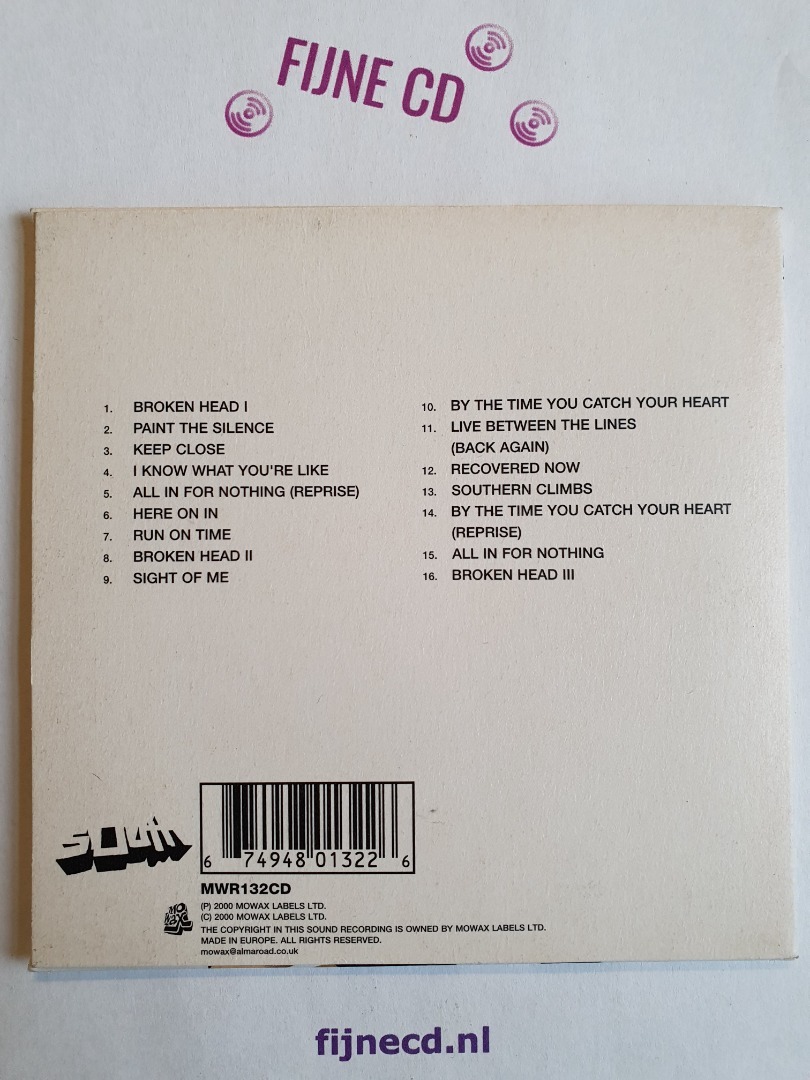 FIJNE CD
1. BROKEN HEAD I
2. PAINT THE SILENCE
3. KEEP CLOSE
4. I KNOW WHAT YOU'RE LIKE
5. ALL IN FOR NOTHING (REPRISE)
6. HERE ON IN
7. RUN ON TIME
8. BROKEN HEAD II
9. SIGHT OF ME
10. BY THE TIME YOU CATCH YOUR HEART
11. LIVE BETWEEN THE LINES
(BACK AGAIN)
12. RECOVERED NOW
13. SOUTHERN CLIMBS
14. BY THE TIME YOU CATCH YOUR HEART
(REPRISE)
15. ALL IN FOR NOTHING
16. BROKEN HEAD III
SOUTH
6 74948 01322 6
MWR132CD
MO WAX
(P) 2000 MOWAX LABELS LTD.
(C) 2000 MOWAX LABELS LTD.
THE COPYRIGHT IN THIS SOUND RECORDING IS OWNED BY MOWAX LABELS LTD.
MADE IN EUROPE. ALL RIGHTS RESERVED.
mowax@almaroad.co.uk
fijnecd.nl